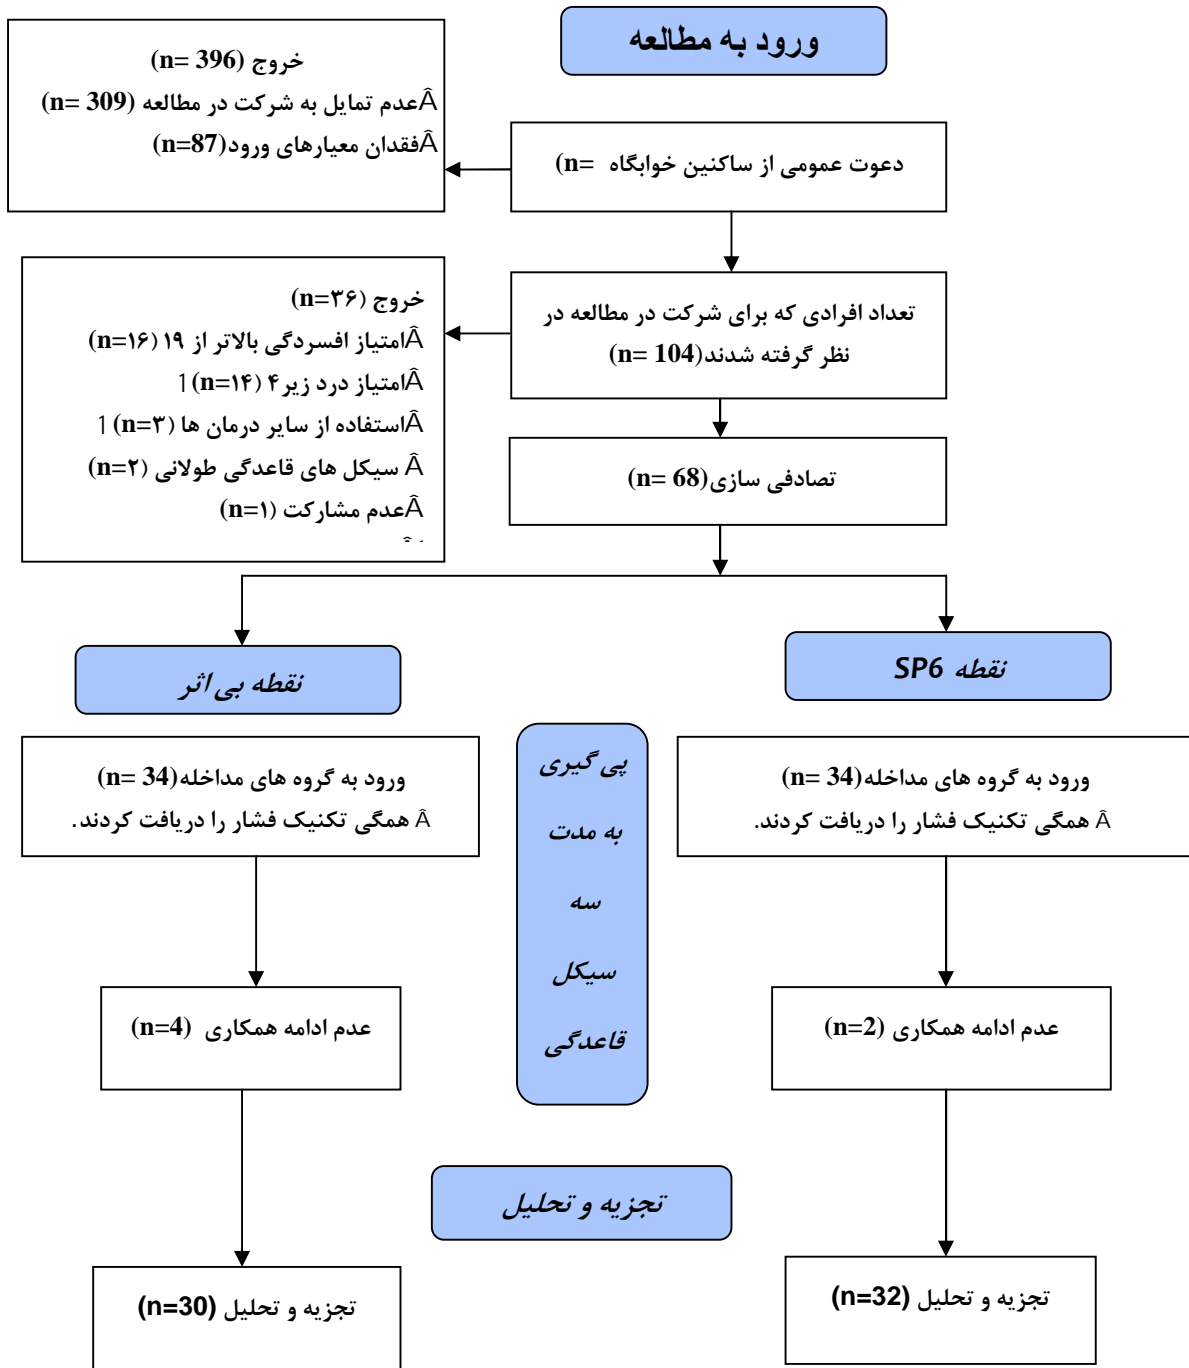 ورود به مطالعه
خروج (n= 396)
Âعدم تمایل به شرکت در مطالعه (n= 309)
Âفقدان معیارهای ورود(n=87)
دعوت عمومی از ساکنین خوابگاه (n=
تعداد افرادی که برای شرکت در مطالعه در
نظر گرفته شدند(n= 104)
خروج (n=۳۶)
Âامتیاز افسردگی بالاتر از ۱۹ (n=۱۶)
Âامتیاز درد زیر۴ (n=۱۴) 1
Âاستفاده از سایر درمان ها (n=۳) 1
Â سیکل های قاعدگی طولانی (n=۲)
Âعدم مشارکت (n=۱)
تصادفی سازی(n= 68)
نقطه SP6
نقطه بی اثر
ورود به گروه های مداخله(n= 34)
Â همگی تکنیک فشار را دریافت کردند.
ورود به گروه های مداخله(n= 34)
Â همگی تکنیک فشار را دریافت کردند.
پی گیری
به مدت
سه
سیکل
قاعدگی
عدم ادامه همکاری (n=2)
عدم ادامه همکاری (n=4)
تجزیه و تحلیل
تجزیه و تحلیل (n=32)
تجزیه و تحلیل (n=30)